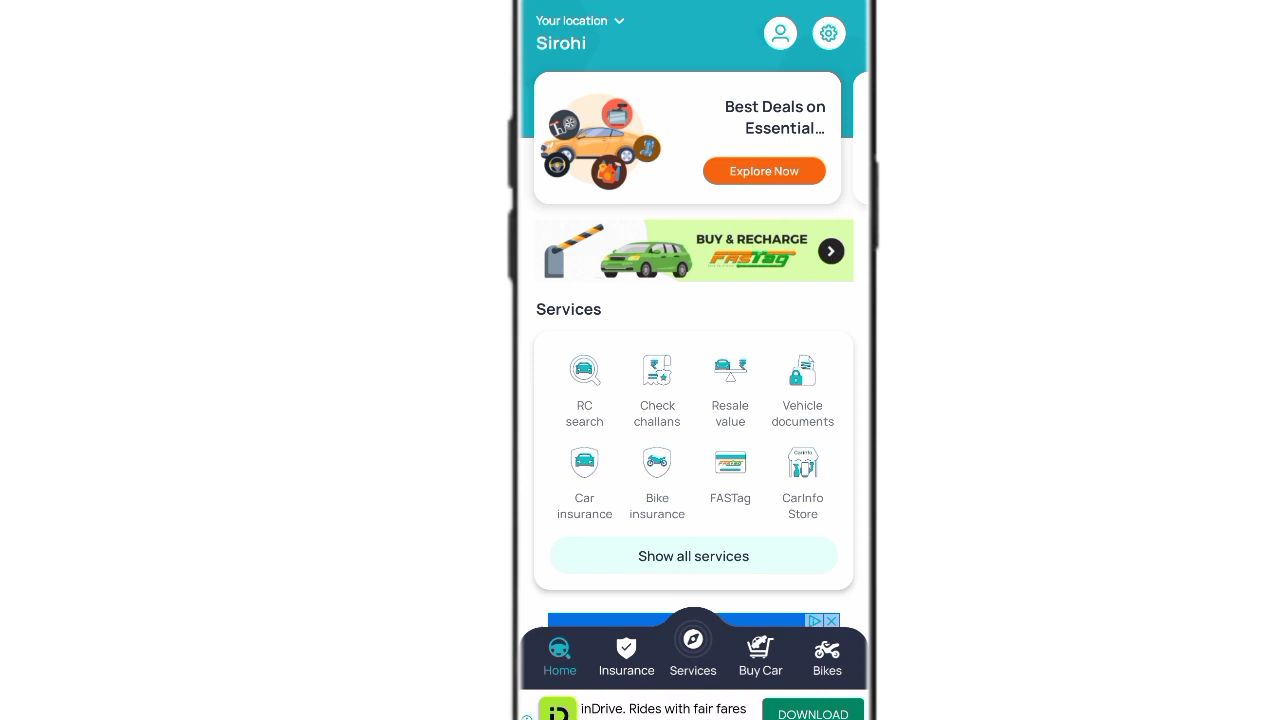 Your location
Sirohi
Best Deals on
Essential...
Explore Now
BUY & RECHARGE
FASTag
Services
RC
search
Check
challans
Resale
value
Vehicle
documents
Car
insurance
Bike
insurance
FASTag
CarInfo
Store
Show all services
Home
Insurance
Services
Buy Car
Bikes
inDrive. Rides with fair fares
DOWNLOAD